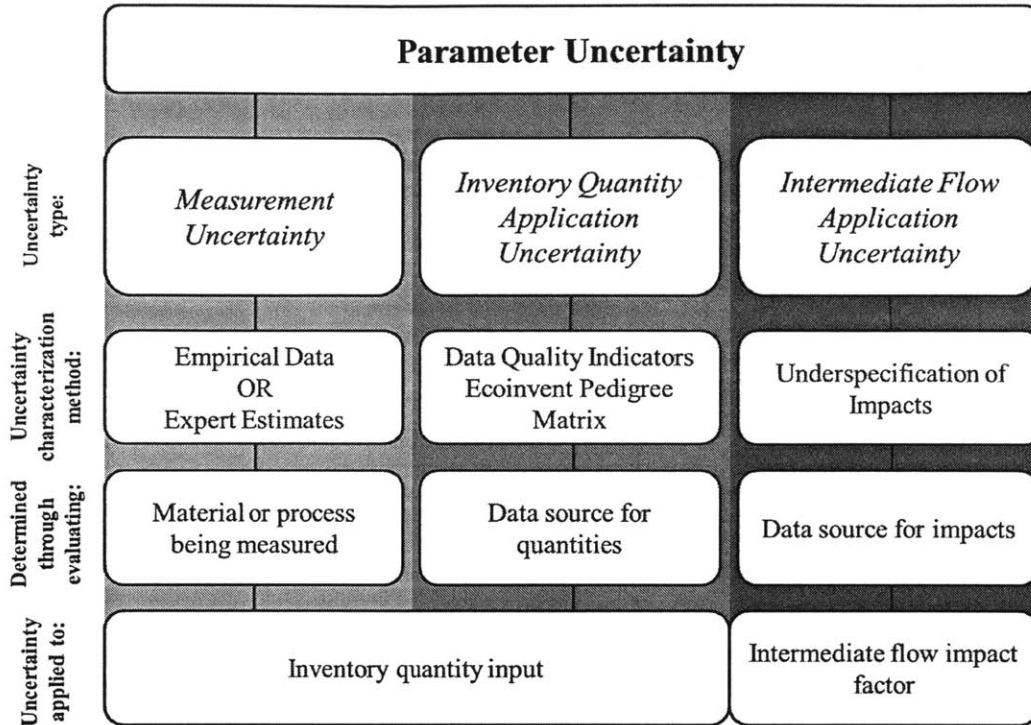 Parameter Uncertainty
Uncertainty
type:
Measurement
Uncertainty
Inventory Quantity
Application
Uncertainty
Intermediate Flow
Application
Uncertainty
Uncertainty
characterization
method:
Empirical Data
OR
Expert Estimates
Data Quality Indicators
Ecoinvent Pedigree
Matrix
Underspecification of
Impacts
Determined
through
evaluating:
Material or process
being measured
Data source for
quantities
Data source for impacts
Uncertainty
applied to:
Inventory quantity input
Intermediate flow impact
factor